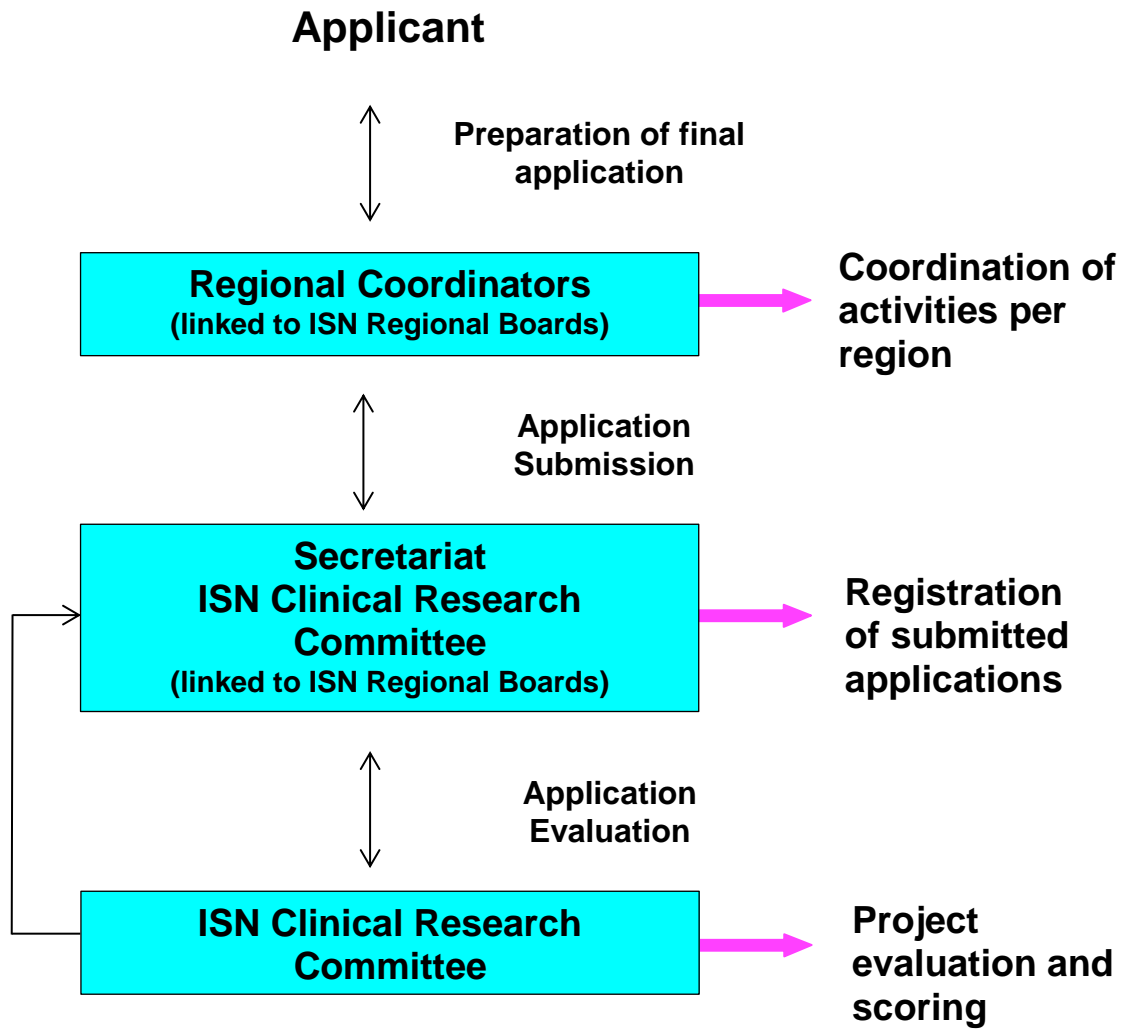 Applicant
Preparation of final
application
Regional Coordinators
(linked to ISN Regional Boards)
Coordination of
activities per
region
Application
Submission
Secretariat
ISN Clinical Research
Committee
(linked to ISN Regional Boards)
Registration
of submitted
applications
Application
Evaluation
ISN Clinical Research
Committee
Project
evaluation and
scoring